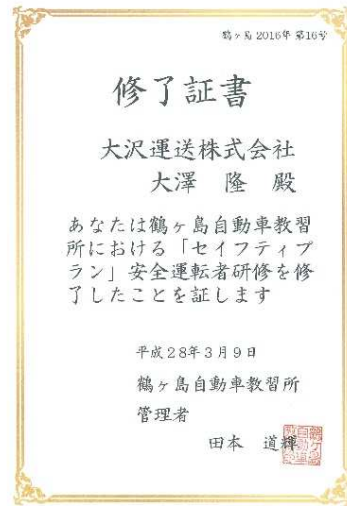 鶴ヶ島 2016年 第16号
修了証書
大沢運送株式会社
大澤 隆 殿
あなたは鶴ヶ島自動車教習
所における「セイフティプ
ラン」安全運転者研修を修
了したことを証します
平成28年3月9日
鶴ヶ島自動車教習所
管理者
田本 道輝